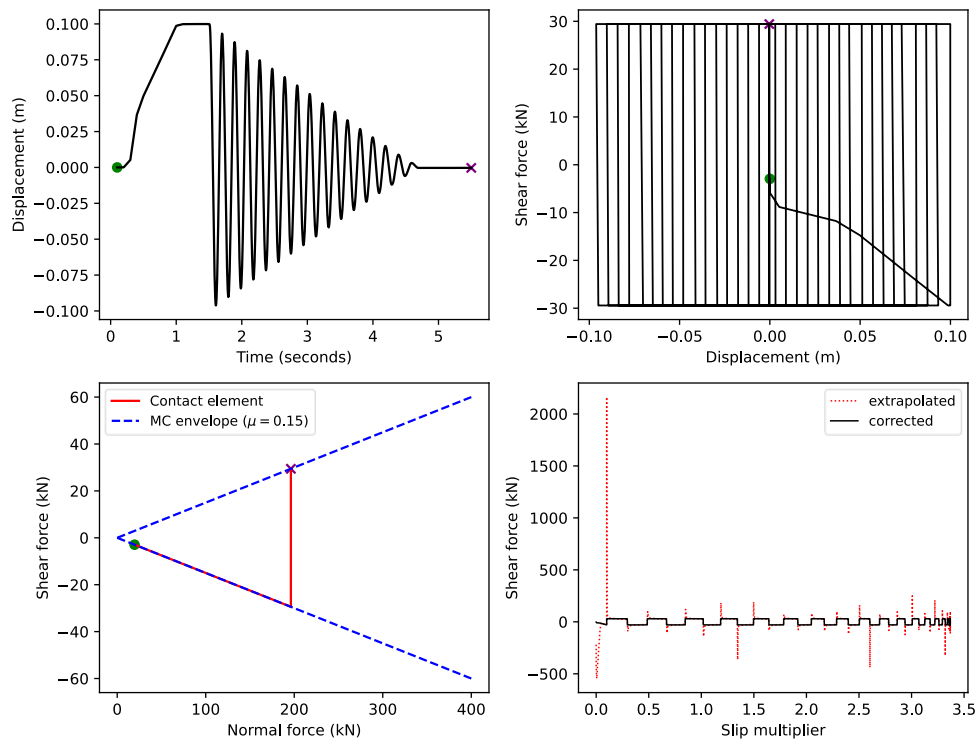 0.100
0.075
0.050
0.025
0.000
−0.025
−0.050
−0.075
−0.100
Displacement (m)
0 1 2 3 4 5
Time (seconds)
30
20
10
0
−10
−20
−30
Shear force (kN)
−0.10 −0.05 0.00 0.05 0.10
Displacement (m)
60
40
20
0
−20
−40
−60
Shear force (kN)
Contact element
MC envelope (μ = 0.15)
0 100 200 300 400
Normal force (kN)
2000
1500
1000
500
0
−500
Shear force (kN)
extrapolated
corrected
0.0 0.5 1.0 1.5 2.0 2.5 3.0 3.5
Slip multiplier